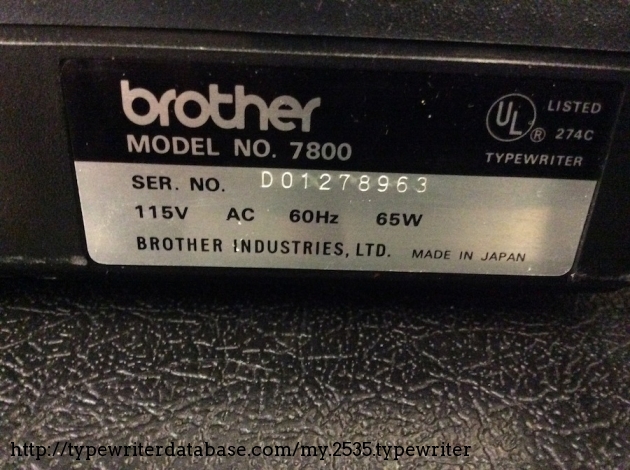 brother
MODEL NO. 7800
UL ® LISTED
274C
TYPEWRITER
SER. NO. D01278963
115V AC 60Hz 65W
BROTHER INDUSTRIES, LTD. MADE IN JAPAN
http://typewriterdatabase.com/my.2535.typewriter